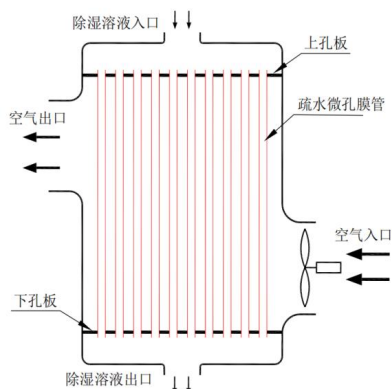 除湿溶液入口
上孔板
疏水微孔膜管
空气出口
空气入口
下孔板
除湿溶液出口